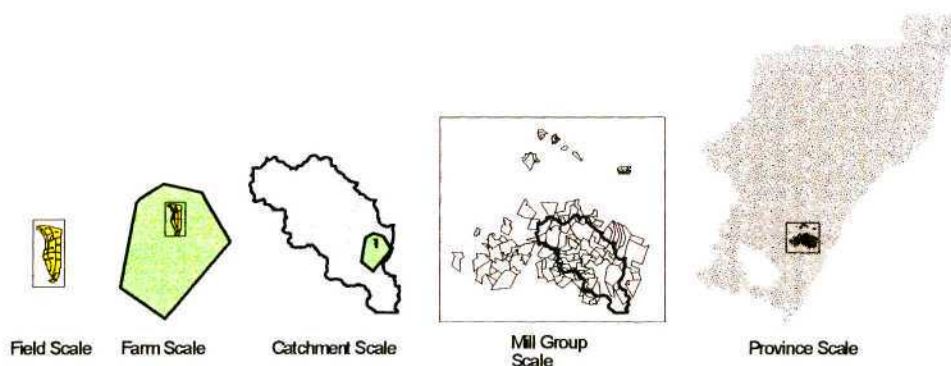 Field Scale
Farm Scale
Catchment Scale
Mill Group
Scale
Province Scale